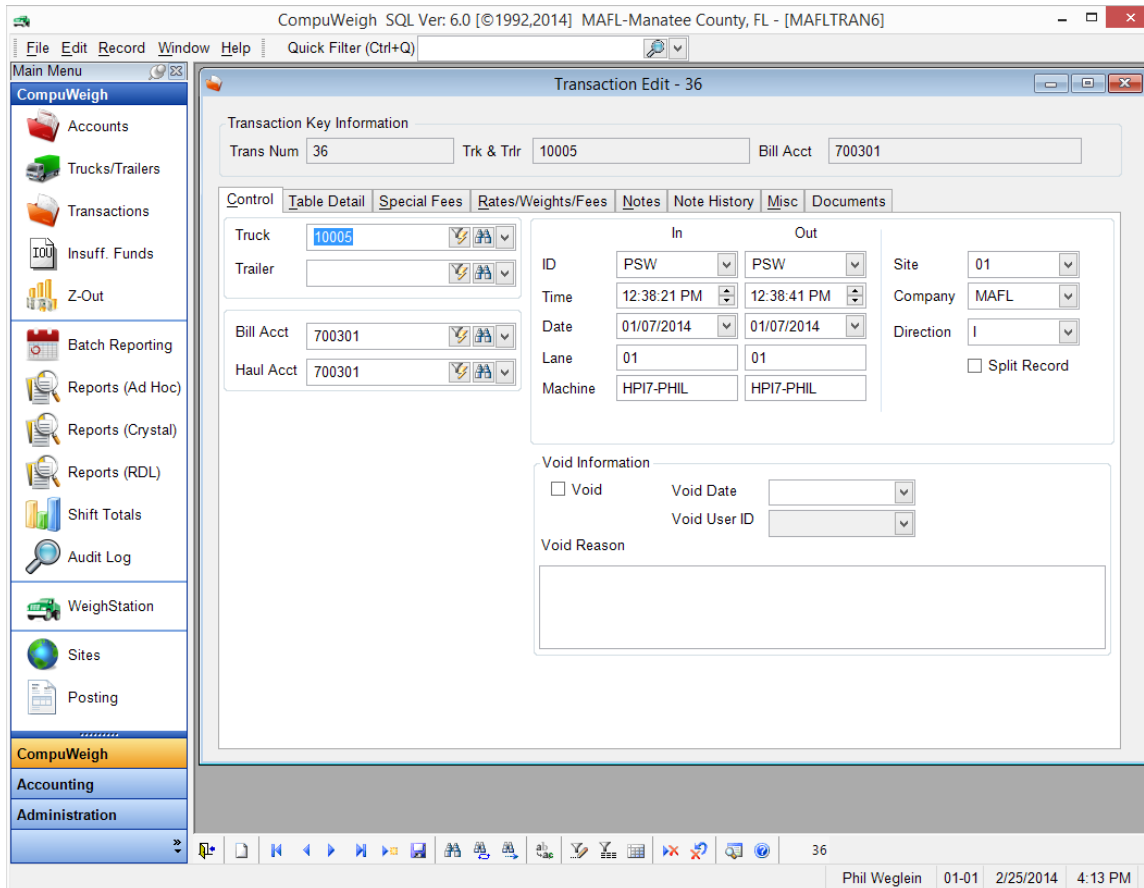 CompuWeigh SQL Ver: 6.0 [©1992,2014] MAFL-Manatee County, FL - [MAFLTRAN6]
File Edit Record Window Help Quick Filter (Ctrl+Q)
Main Menu
CompuWeigh
Accounts
Trucks/Trailers
Transactions
IOU
Insuff. Funds
Z-Out
Batch Reporting
Reports (Ad Hoc)
Reports (Crystal)
Reports (RDL)
Shift Totals
Audit Log
WeighStation
Sites
Posting
CompuWeigh
Accounting
Administration
Transaction Edit - 36
Transaction Key Information
Trans Num 36 Trk & Trlr 10005 Bill Acct 700301
Control Table Detail Special Fees Rates/Weights/Fees Notes Note History Misc Documents
Truck 10005
Trailer
Bill Acct 700301
Haul Acct 700301
In Out
ID PSW PSW
Time 12:38:21 PM 12:38:41 PM
Date 01/07/2014 01/07/2014
Lane 01 01
Machine HPI7-PHIL HPI7-PHIL
Site 01
Company MAFL
Direction I
Split Record
Void Information
Void Void Date
Void User ID
Void Reason
36
Phil Weglein 01-01 2/25/2014 4:13 PM